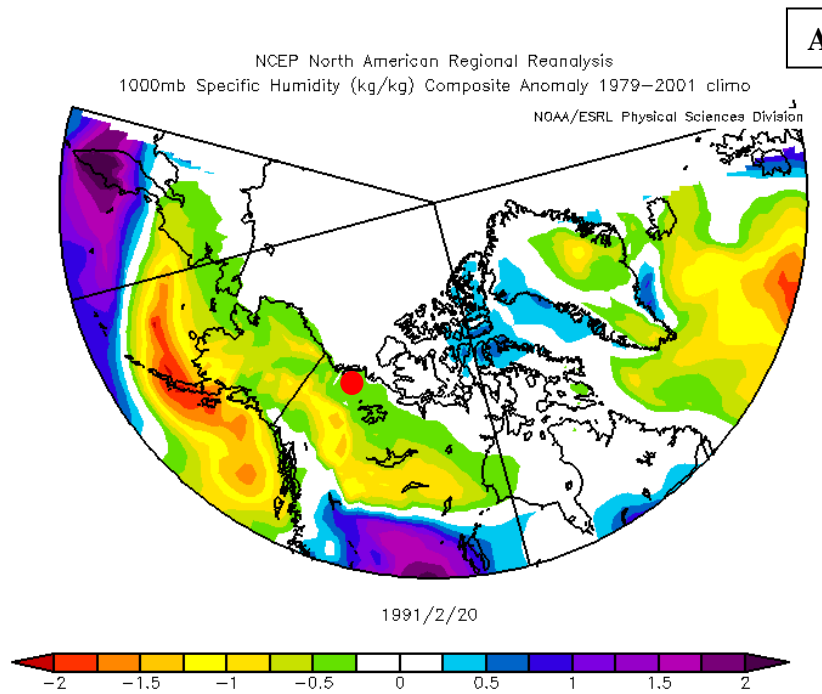 A
NCEP North American Regional Reanalysis
1000mb Specific Humidity (kg/kg) Composite Anomaly 1979-2001 climo
NOAA/ESRL Physical Sciences Division
1991/2/20
-2 -1.5 -1 -0.5 0 0.5 1 1.5 2